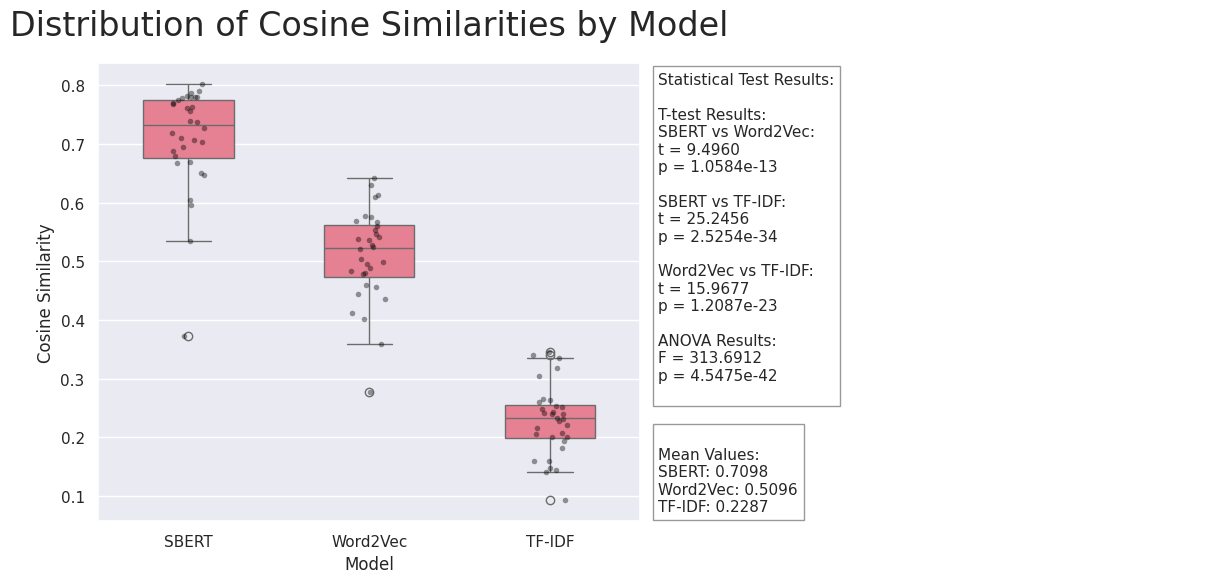 Distribution of Cosine Similarities by Model
Cosine Similarity
0.8
0.7
0.6
0.5
0.4
0.3
0.2
0.1
SBERT
Word2Vec
TF-IDF
Model
Statistical Test Results:
T-test Results:
SBERT vs Word2Vec:
t = 9.4960
p = 1.0584e-13
SBERT vs TF-IDF:
t = 25.2456
p = 2.5254e-34
Word2Vec vs TF-IDF:
t = 15.9677
p = 1.2087e-23
ANOVA Results:
F = 313.6912
p = 4.5475e-42
Mean Values:
SBERT: 0.7098
Word2Vec: 0.5096
TF-IDF: 0.2287